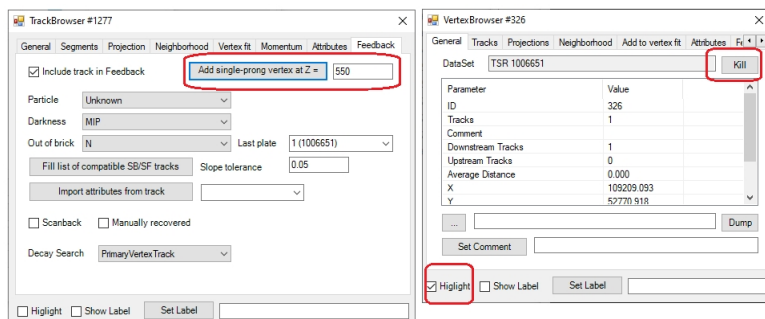 TrackBrowser #1277
General Segments Projection Neighborhood Vertex fit Momentum Attributes Feedback
Include track in Feedback
Add single-prong vertex at Z = 550
Particle Unknown
Darkness MIP
Out of brick N Last plate 1 (1006651)
Fill list of compatible SB/SF tracks Slope tolerance 0.05
Import attributes from track
Scanback Manually recovered
Decay Search PrimaryVertexTrack
Higlight Show Label Set Label
VertexBrowser #326
General Tracks Projections Neighborhood Add to vertex fit Attributes
DataSet TSR 1006651 Kill
Parameter Value
ID 326
Tracks 1
Comment
Downstream Tracks 1
Upstream Tracks 0
Average Distance 0.000
X 109209.093
Y 52770.918
... Dump
Set Comment
Higlight Show Label Set Label